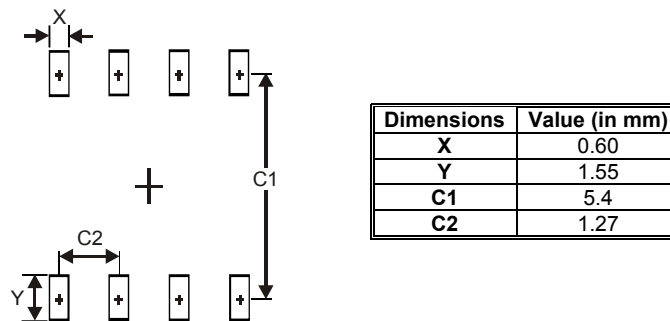 X
C1
C2
Y
Dimensions Value (in mm)
X 0.60
Y 1.55
C1 5.4
C2 1.27